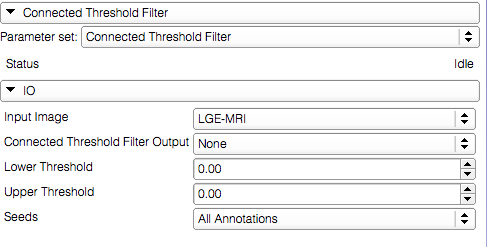 Connected Threshold Filter
Parameter set: Connected Threshold Filter
Status Idle
IO
Input Image LGE-MRI
Connected Threshold Filter Output None
Lower Threshold 0.00
Upper Threshold 0.00
Seeds All Annotations